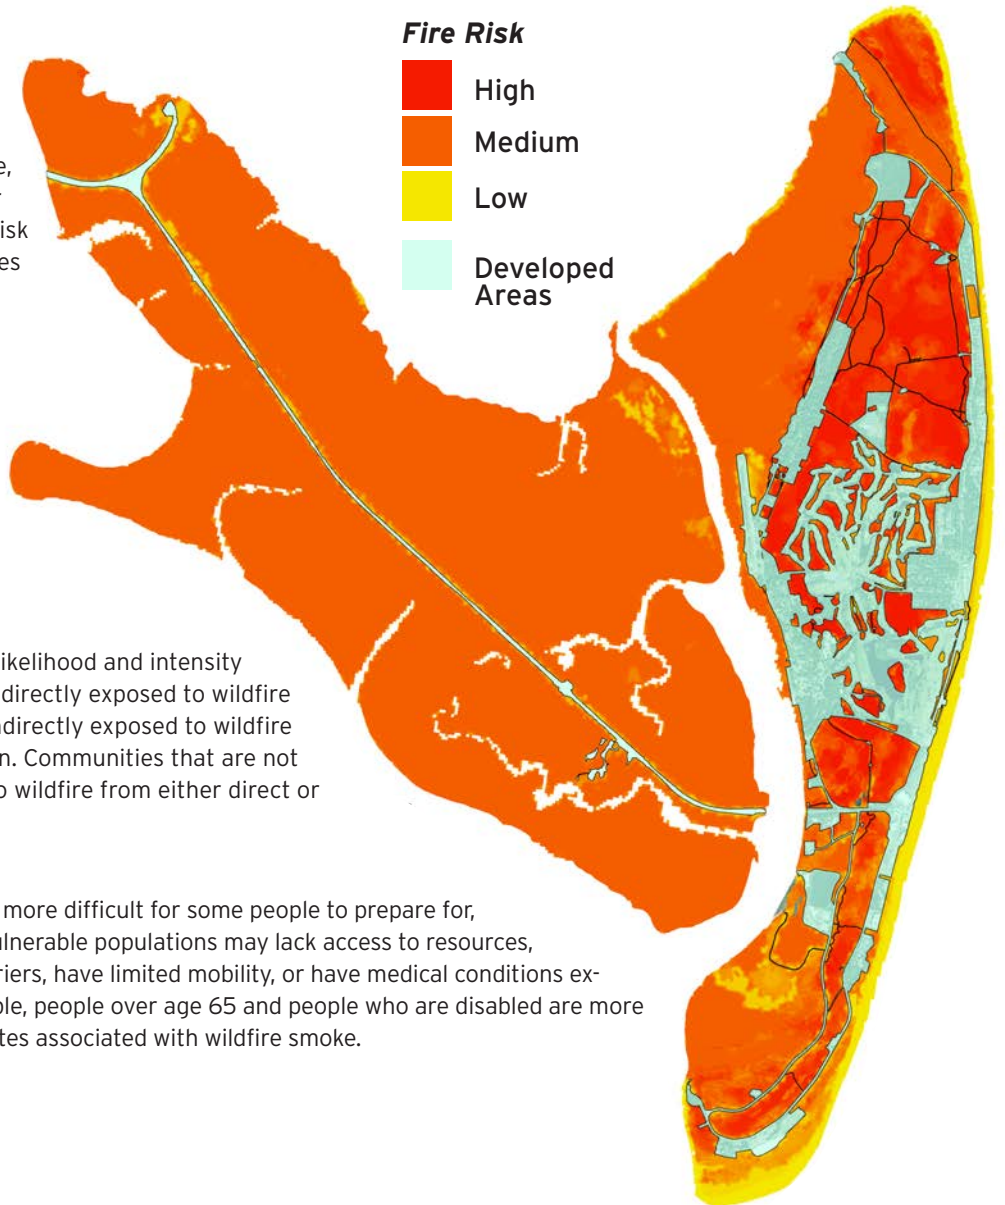 Fire Risk
High
Medium
Low
Developed
Areas
e,
isk
es
ikelihood and intensity
directly exposed to wildfire
ndirectly exposed to wildfire
n. Communities that are not
o wildfire from either direct or
more difficult for some people to prepare for,
ulnerable populations may lack access to resources,
riers, have limited mobility, or have medical conditions ex-
ple, people over age 65 and people who are disabled are more
tes associated with wildfire smoke.